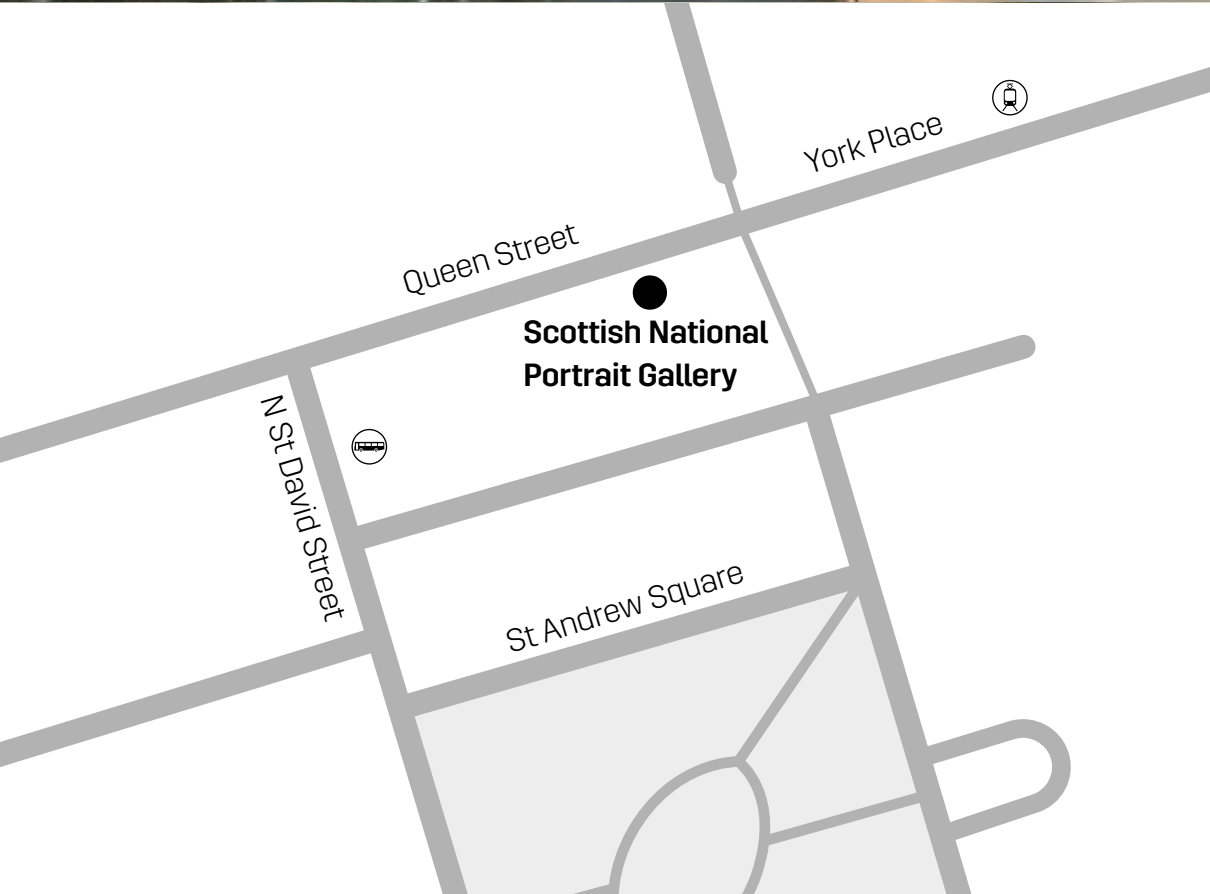 York Place
Queen Street
Scottish National
Portrait Gallery
N St David Street
St Andrew Square